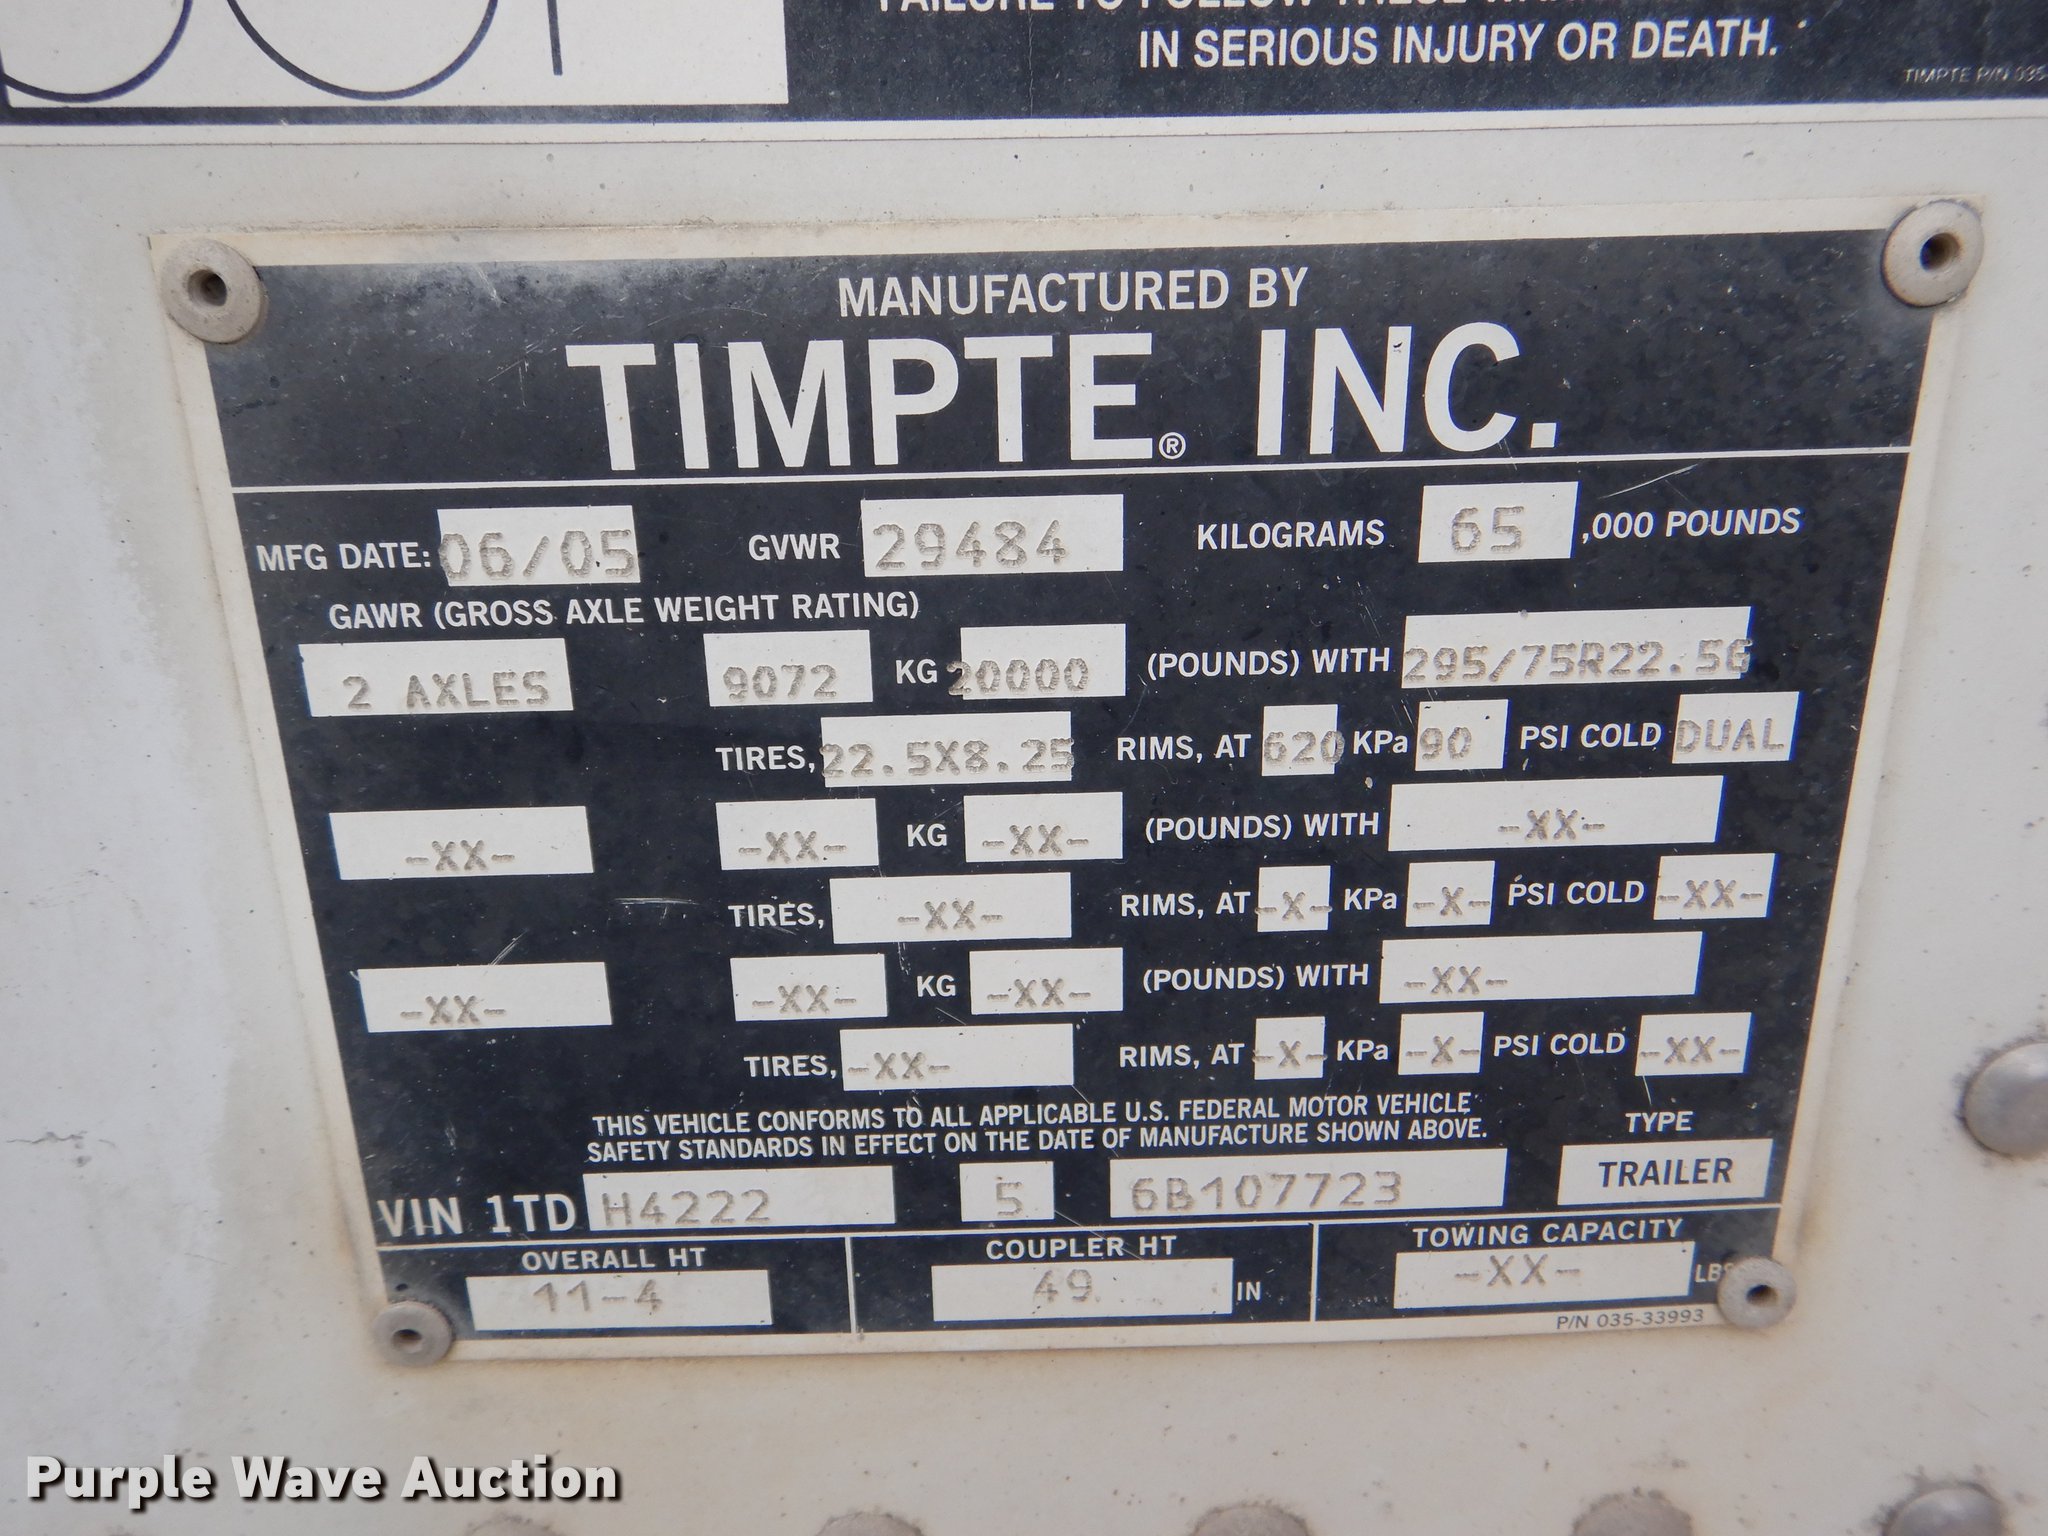 IN SERIOUS INJURY OR DEATH.
TIMPTE P/N 035-
MANUFACTURED BY
TIMPTE® INC.
MFG DATE: 06/05 GVWR 29484 KILOGRAMS 65 ,000 POUNDS
GAWR (GROSS AXLE WEIGHT RATING)
2 AXLES 9072 KG 20000 (POUNDS) WITH 295/75R22.5G
TIRES, 22.5X8.25 RIMS, AT 620 KPa 90 PSI COLD DUAL
-XX- -XX- KG -XX- (POUNDS) WITH -XX-
TIRES, -XX- RIMS, AT -X- KPa -X- PSI COLD -XX-
-XX- -XX- KG -XX- (POUNDS) WITH -XX-
TIRES, -XX- RIMS, AT -X- KPa -X- PSI COLD -XX-
THIS VEHICLE CONFORMS TO ALL APPLICABLE U.S. FEDERAL MOTOR VEHICLE
SAFETY STANDARDS IN EFFECT ON THE DATE OF MANUFACTURE SHOWN ABOVE.
TYPE
VIN 1TD H4222 5 6B107723 TRAILER
OVERALL HT COUPLER HT TOWING CAPACITY
11-4 49 IN -XX- LBS
P/N 035-33993
Purple Wave Auction